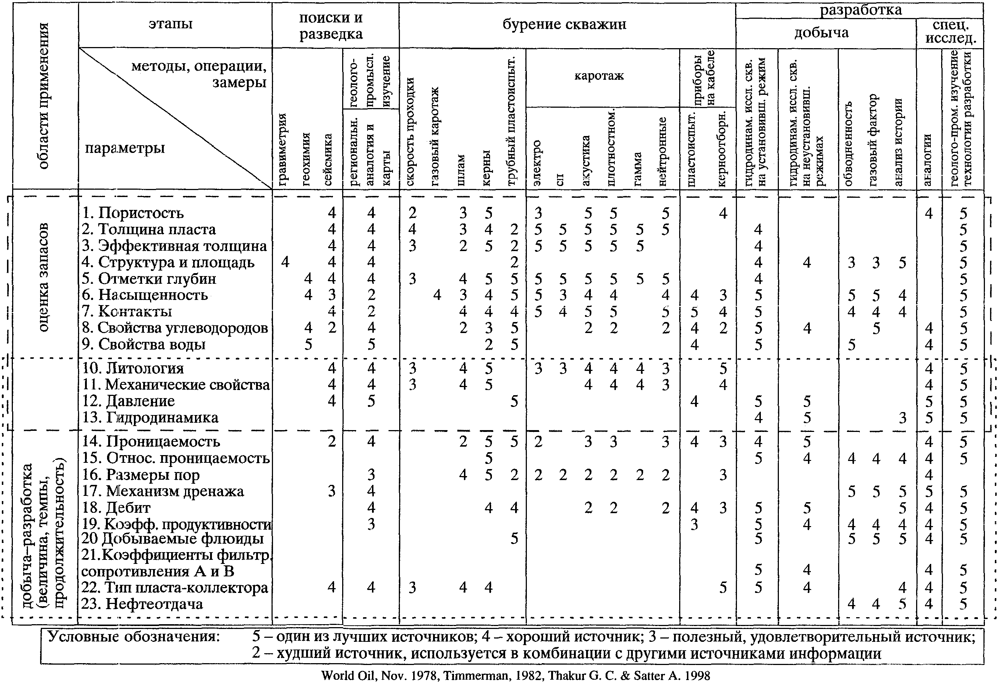 области применения
этапы
поиски и
разведка
бурение скважин
разработка
добыча
спец.
исслед.
методы, операции,
замеры
параметры
гравиметрия
геохимия
сейсмика
геолого-
промысл.
изучение
региональн.
аналогия и
карты
скорость проходки
газовый каротаж
шлам
керны
трубный пластоиспыт.
каротаж
электро
сп
акустика
плотностном.
гамма
нейтронные
приборы
на кабеле
пластоиспыт.
керноотборн.
гидродинам. иссл. скв.
на установивш. режим
гидродинам. иссл. скв.
на неустановивш.
режимах
обводненность
газовый фактор
анализ истории
аналогии
геолого-пром. изучение
технологии разработки
оценка запасов
1. Пористость 4 4 2 3 5 3 5 5 5 4 4 5
2. Толщина пласта 4 4 4 3 4 2 5 5 5 5 5 5 4 5
3. Эффективная толщина 4 4 3 2 5 2 5 5 5 5 5 4 5
4. Структура и площадь 4 4 4 2 4 4 3 3 5 5
5. Отметки глубин 4 4 4 3 4 5 5 5 5 5 5 5 5 4 5
6. Насыщенность 4 3 2 4 3 4 5 5 3 4 4 4 4 3 5 5 5 4 5
7. Контакты 4 2 4 4 4 5 4 5 5 5 5 4 5 4 4 4 5
8. Свойства углеводородов 4 2 4 2 3 5 2 2 2 4 2 5 4 5 4 5
9. Свойства воды 5 5 2 5 4 5 5 4 5
10. Литология 4 4 3 4 5 3 3 4 4 4 3 5 4 5
11. Механические свойства 4 4 3 4 5 4 4 4 3 4 4 5
12. Давление 4 5 5 4 5 5 5 5
13. Гидродинамика 4 5 3 5 5
добыча–разработка
(величина, темпы,
продолжительность)
14. Проницаемость 2 4 2 5 5 2 3 3 3 4 3 4 5 4 5
15. Относ. проницаемость 5 5 4 4 4 4 4 5
16. Размеры пор 3 4 5 2 2 2 2 2 2 2 3 4
17. Механизм дренажа 3 4 5 5 5 5 5
18. Дебит 4 4 4 2 2 2 4 3 5 5 5 4 5
19. Коэфф. продуктивности 3 3 5 4 4 4 4 4 5
20 Добываемые флюиды 5 5 5 5 5 4 5
21.Коэффициенты фильтр.
сопротивления А и В 5 4 4 5
22. Тип пласта-коллектора 4 4 3 4 4 5 5 4 4 4 5
23. Нефтеотдача 4 4 5 4 5
Условные обозначения: 5 – один из лучших источников; 4 – хороший источник; 3 – полезный, удовлетворительный источник;
2 – худший источник, используется в комбинации с другими источниками информации
World Oil, Nov. 1978, Timmerman, 1982, Thakur G. C. & Satter A. 1998